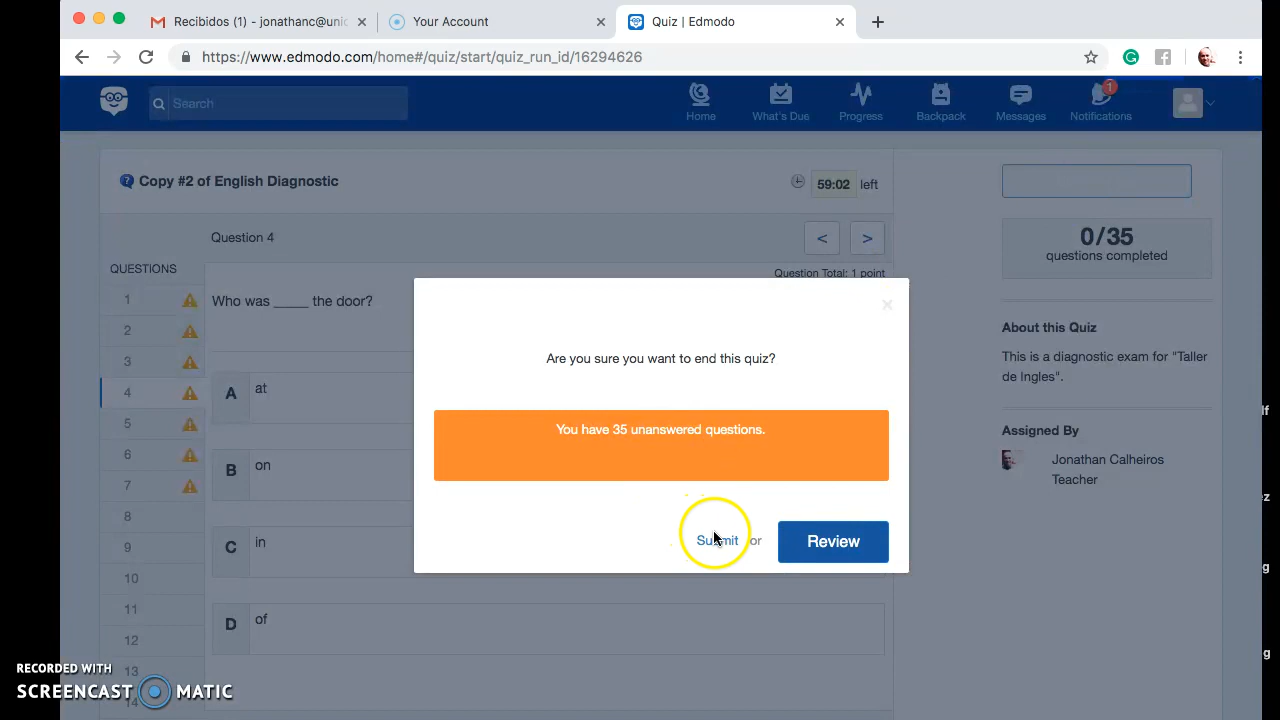 Recibidos (1) - jonathanc@unic
Your Account
Quiz | Edmodo
https://www.edmodo.com/home#/quiz/start/quiz_run_id/16294626
Search
Home
What's Due
Progress
Backpack
Messages
1
Notifications
Copy #2 of English Diagnostic
59:02 left
Question 4
< >
0/35
questions completed
QUESTIONS
Question Total: 1 point
1
2
3
4
5
6
7
8
9
10
11
12
13
14
Who was _____ the door?
A at
B on
C in
D of
Are you sure you want to end this quiz?
You have 35 unanswered questions.
Submit or
Review
About this Quiz
This is a diagnostic exam for "Taller
de Ingles".
Assigned By
Jonathan Calheiros
Teacher
RECORDED WITH
SCREENCAST MATIC